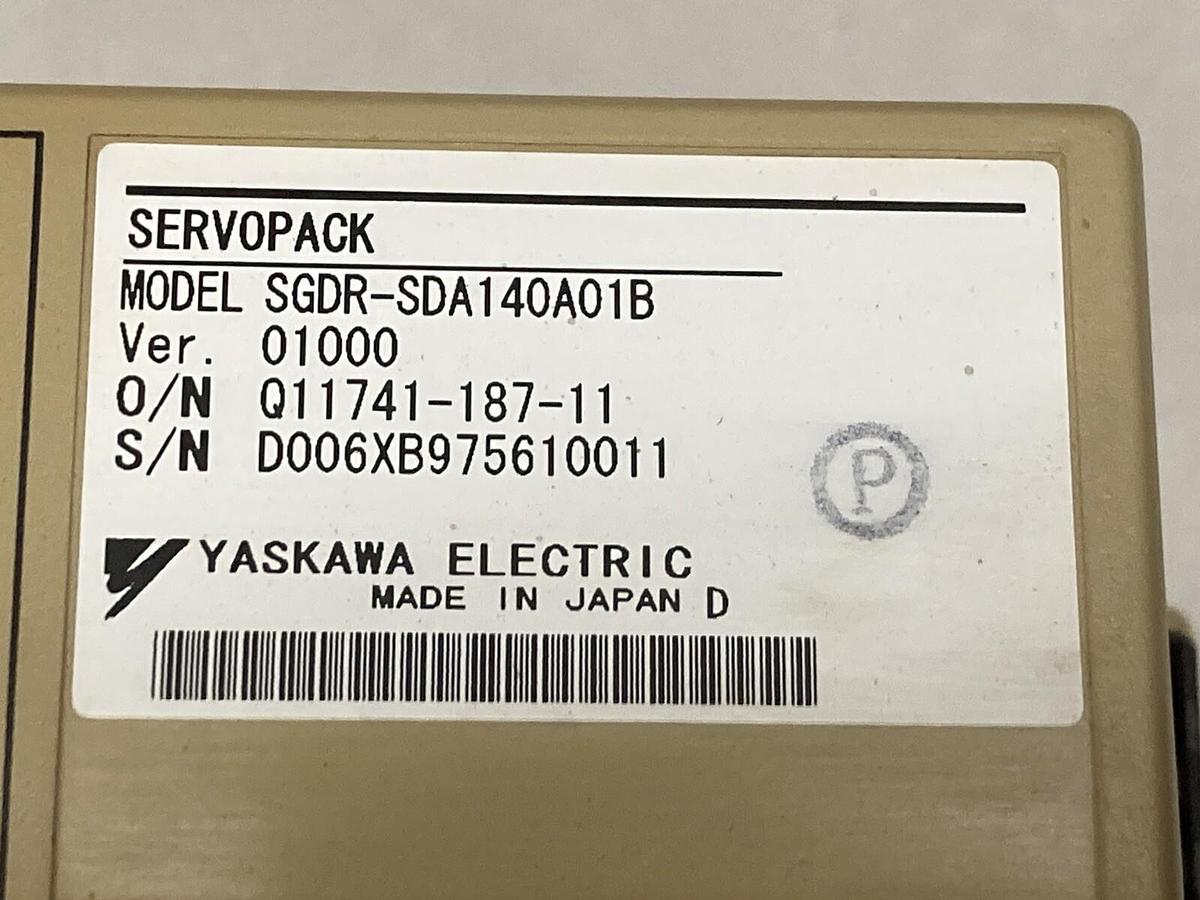 SERVOPACK
MODEL SGDR-SDA140A01B
Ver. 01000
O/N Q11741-187-11
S/N D006XB975610011
P
YASKAWA ELECTRIC
MADE IN JAPAN D